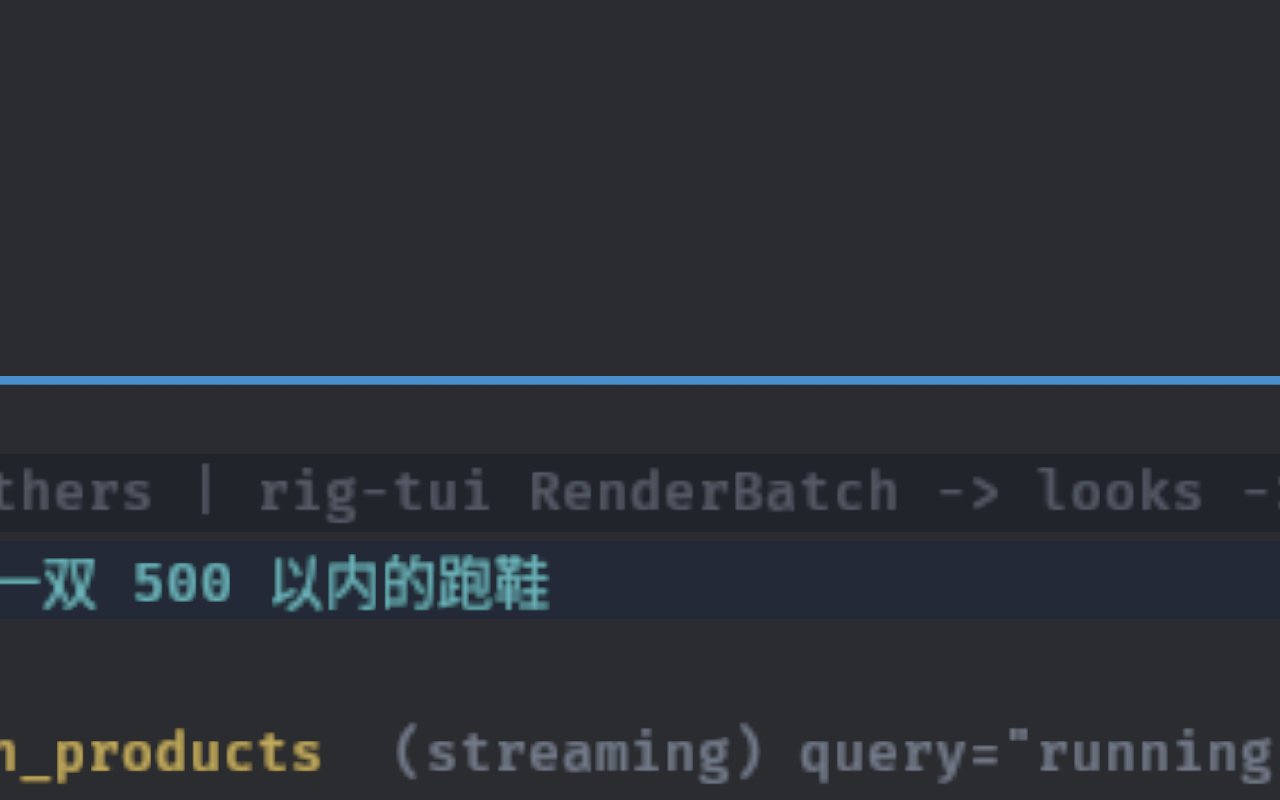 thers | rig-tui RenderBatch -> looks -
一双 500 以内的跑鞋
n_products (streaming) query="running